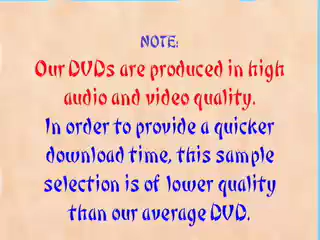 NOTE:
Our DVDs are produced in high
audio and video quality.
In order to provide a quicker
download time, this sample
selection is of lower quality
than our average DVD.